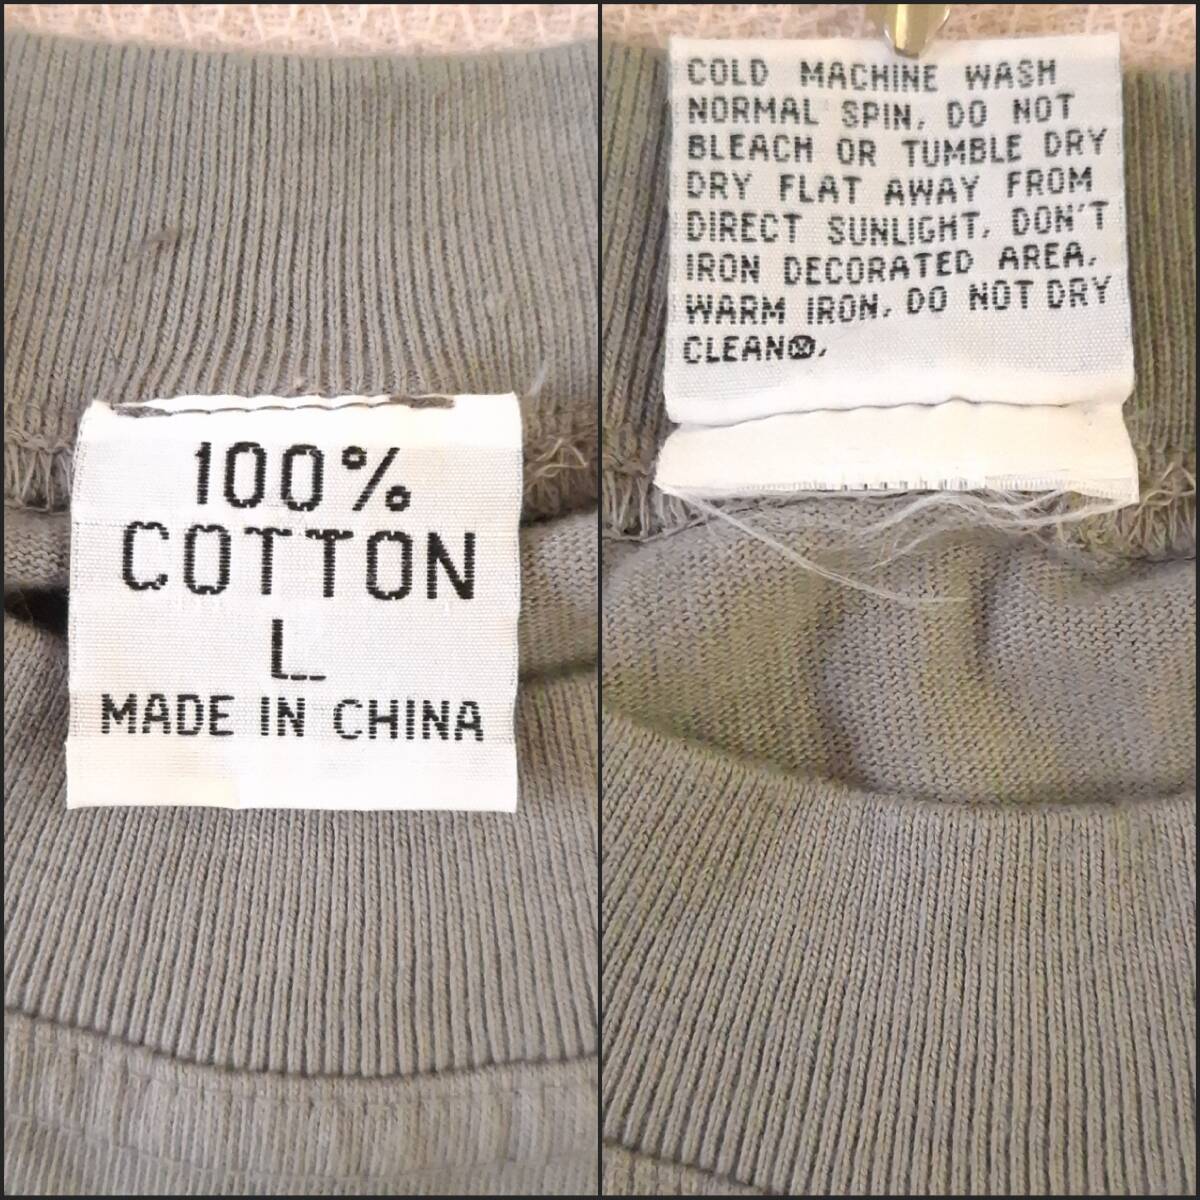 100%
COTTON
L
MADE IN CHINA
COLD MACHINE WASH
NORMAL SPIN, DO NOT
BLEACH OR TUMBLE DRY
DRY FLAT AWAY FROM
DIRECT SUNLIGHT, DON'T
IRON DECORATED AREA,
WARM IRON, DO NOT DRY
CLEANⓍ,